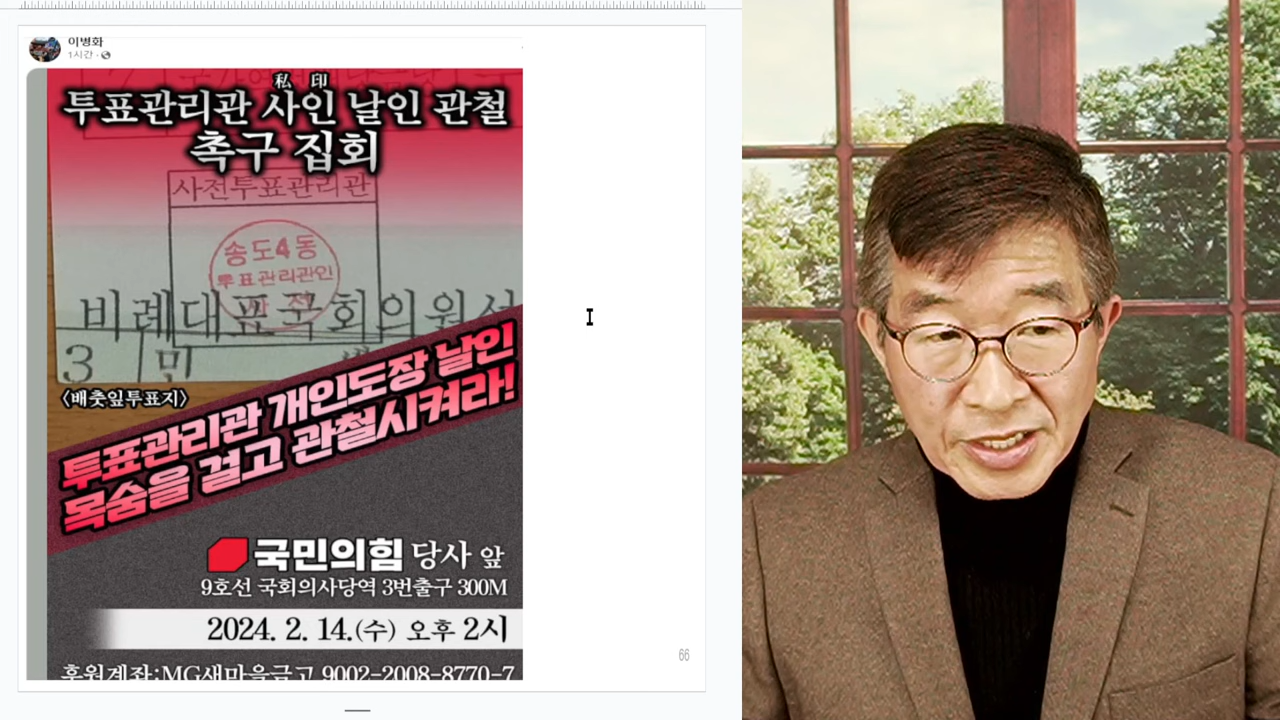 이병화
1시간
私 印
투표관리관 사인 날인 관철
촉구 집회
사전투표관리관
송도4동
투표관리관인
사 전
비례대표국회의원선
3 민
〈배춧잎투표지〉
투표관리관 개인도장 날인
목숨을 걸고 관철시켜라!
국민의힘 당사 앞
9호선 국회의사당역 3번출구 300M
2024. 2. 14.(수) 오후 2시
후원계좌:MG새마을금고 9002-2008-8770-7
66